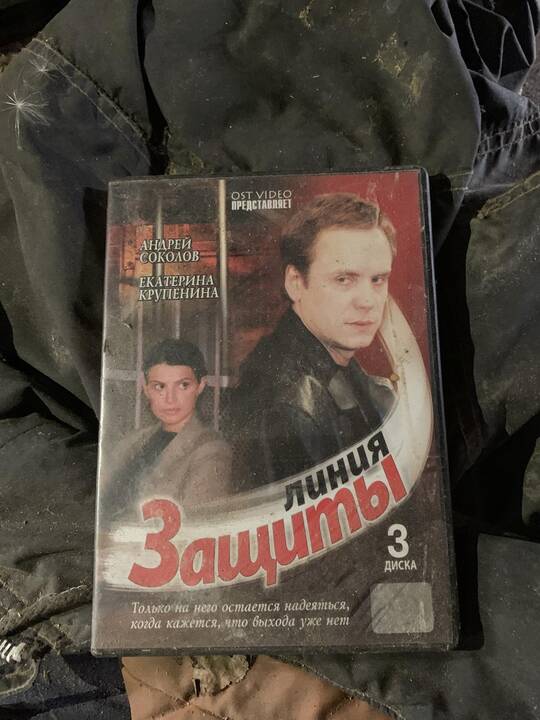 OST VIDEO
ПРЕДСТАВЛЯЕТ
АНДРЕЙ
СОКОЛОВ
ЕКАТЕРИНА
КРУПЕНИНА
ЛИНИЯ
Защиты
3
ДИСКА
Только на него остается надеяться,
когда кажется, что выхода уже нет